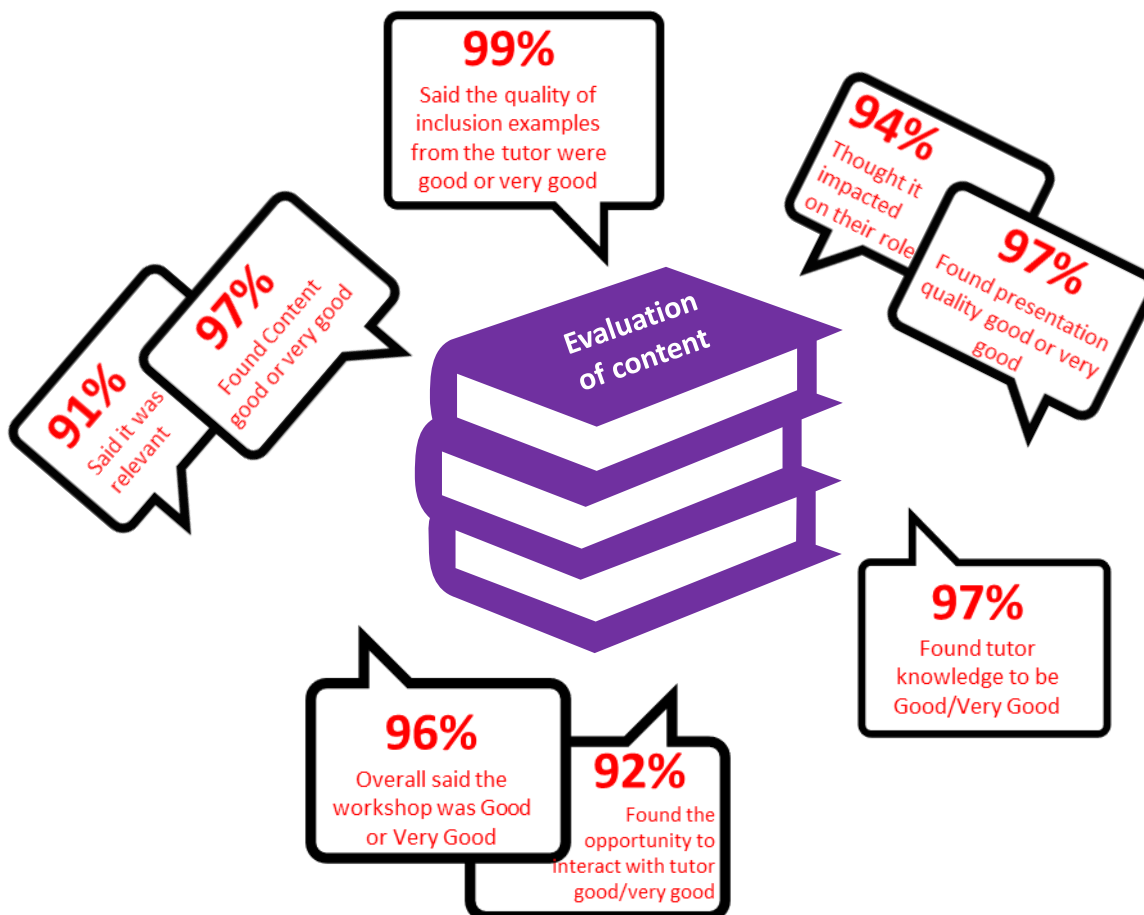 99%
Said the quality of
inclusion examples
from the tutor were
good or very good
94%
Thought it
impacted
on their role
97%
Found presentation
quality good or very
good
97%
Found Content
good or very good
91%
Said it was
relevant
Evaluation
of content
97%
Found tutor
knowledge to be
Good/Very Good
96%
Overall said the
workshop was Good
or Very Good
92%
Found the
opportunity to
interact with tutor
good/very good